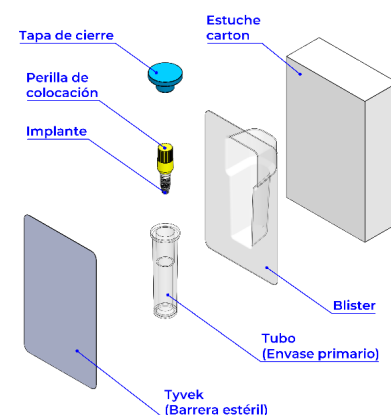 Tapa de cierre
Estuche
carton
Perilla de
colocación
Implante
Blister
Tubo
(Envase primario)
Tyvek
(Barrera estéril)